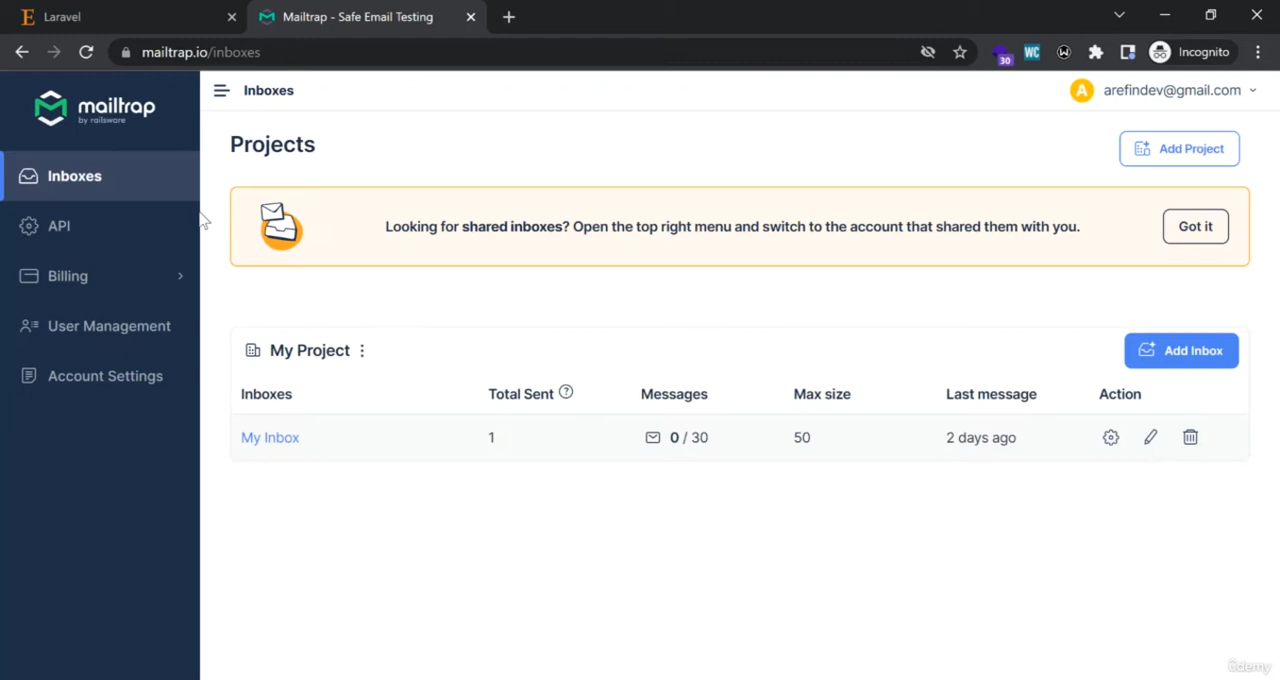 Laravel
Mailtrap - Safe Email Testing
mailtrap.io/inboxes
30
WC
W
Incognito
mailtrap
by railsware
Inboxes
A
arefindev@gmail.com
Inboxes
API
Billing
User Management
Account Settings
Projects
Add Project
Looking for shared inboxes? Open the top right menu and switch to the account that shared them with you.
Got it
My Project
Add Inbox
Inboxes Total Sent ? Messages Max size Last message Action
My Inbox 1 0 / 30 50 2 days ago
ûdemy